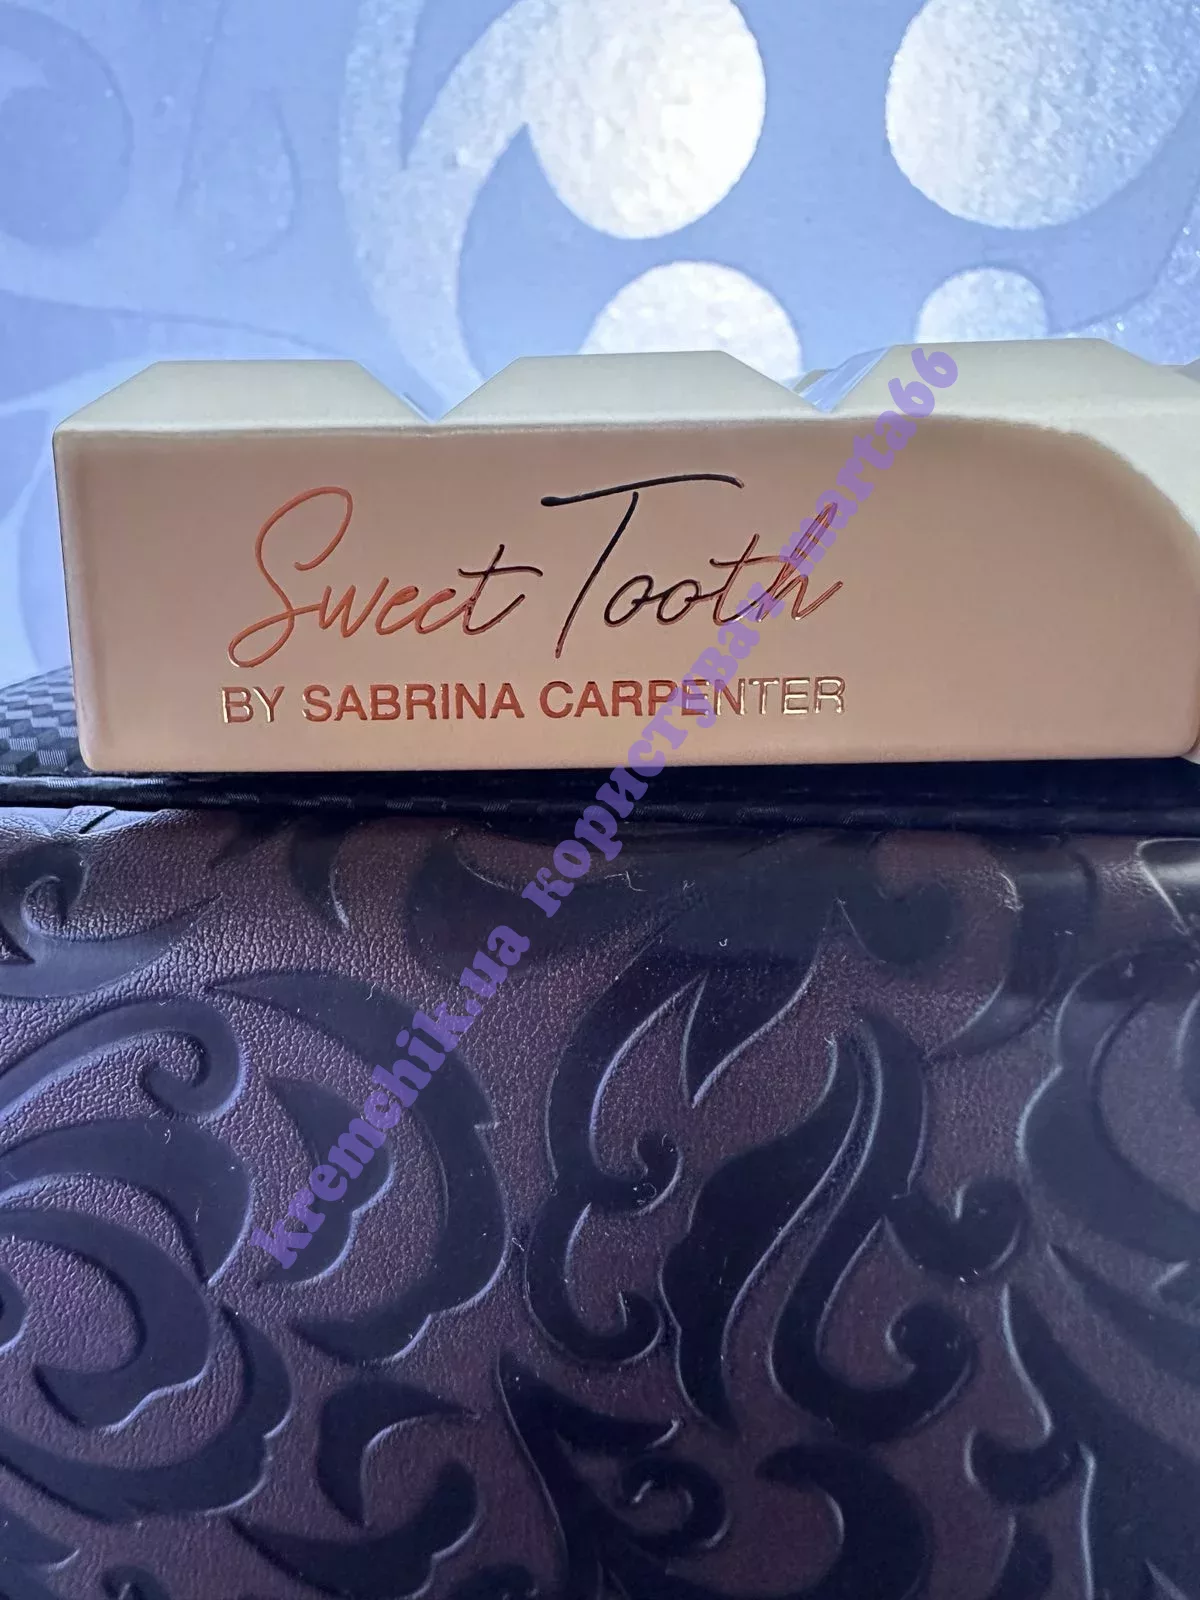 Sweet Tooth
BY SABRINA CARPENTER
kremchik.ua користувач marta66